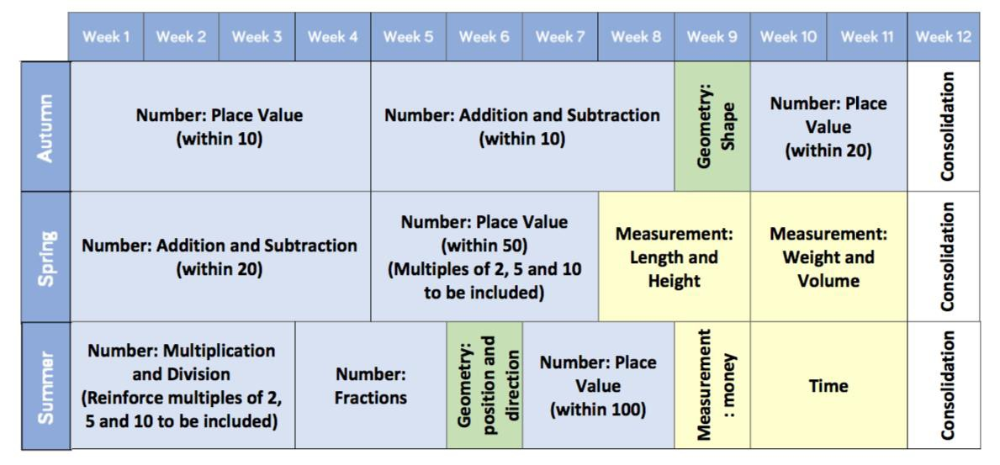 Week 1 Week 2 Week 3 Week 4 Week 5 Week 6 Week 7 Week 8 Week 9 Week 10 Week 11 Week 12
Autumn
Number: Place Value
(within 10)
Number: Addition and Subtraction
(within 10)
Geometry:
Shape
Number: Place
Value
(within 20)
Consolidation
Spring
Number: Addition and Subtraction
(within 20)
Number: Place Value
(within 50)
(Multiples of 2, 5 and 10
to be included)
Measurement:
Length and
Height
Measurement:
Weight and
Volume
Consolidation
Summer
Number: Multiplication
and Division
(Reinforce multiples of 2,
5 and 10 to be included)
Number:
Fractions
Geometry:
position and
direction
Number: Place
Value
(within 100)
Measurement
: money
Time
Consolidation